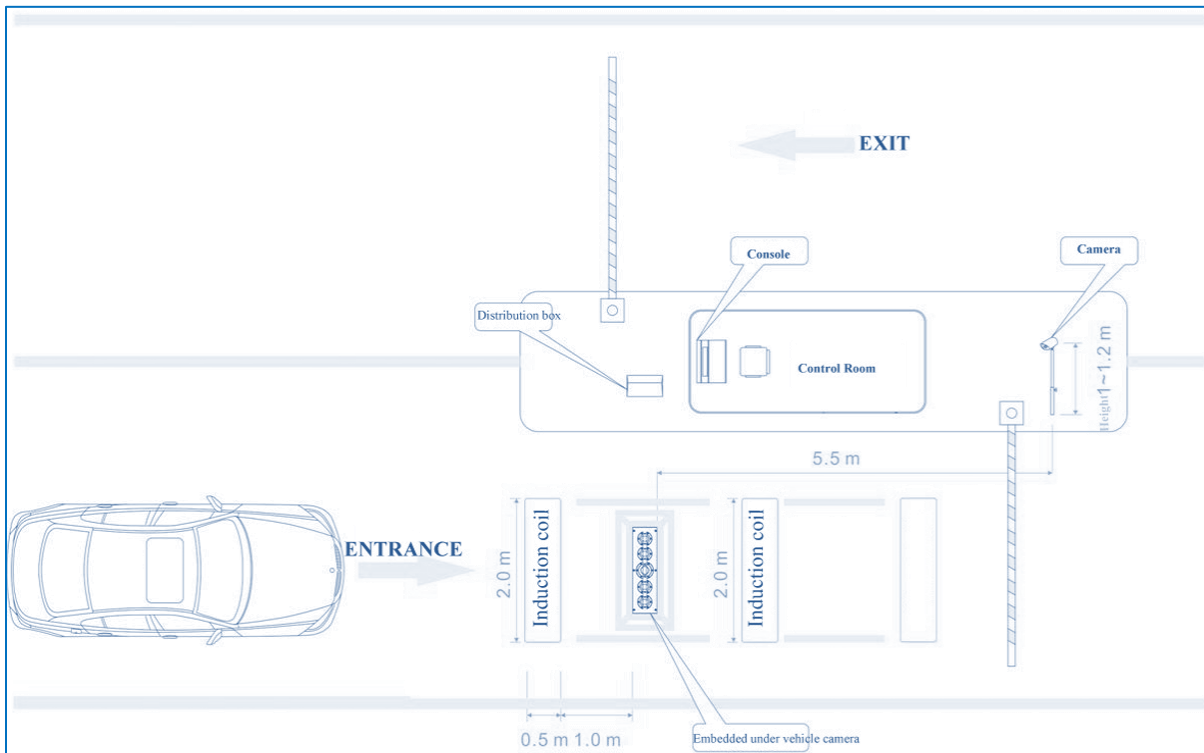 EXIT
Console
Camera
Distribution box
Control Room
Height1~1.2 m
5.5 m
ENTRANCE
2.0 m
Induction coil
2.0 m
Induction coil
0.5 m 1.0 m
Embedded under vehicle camera